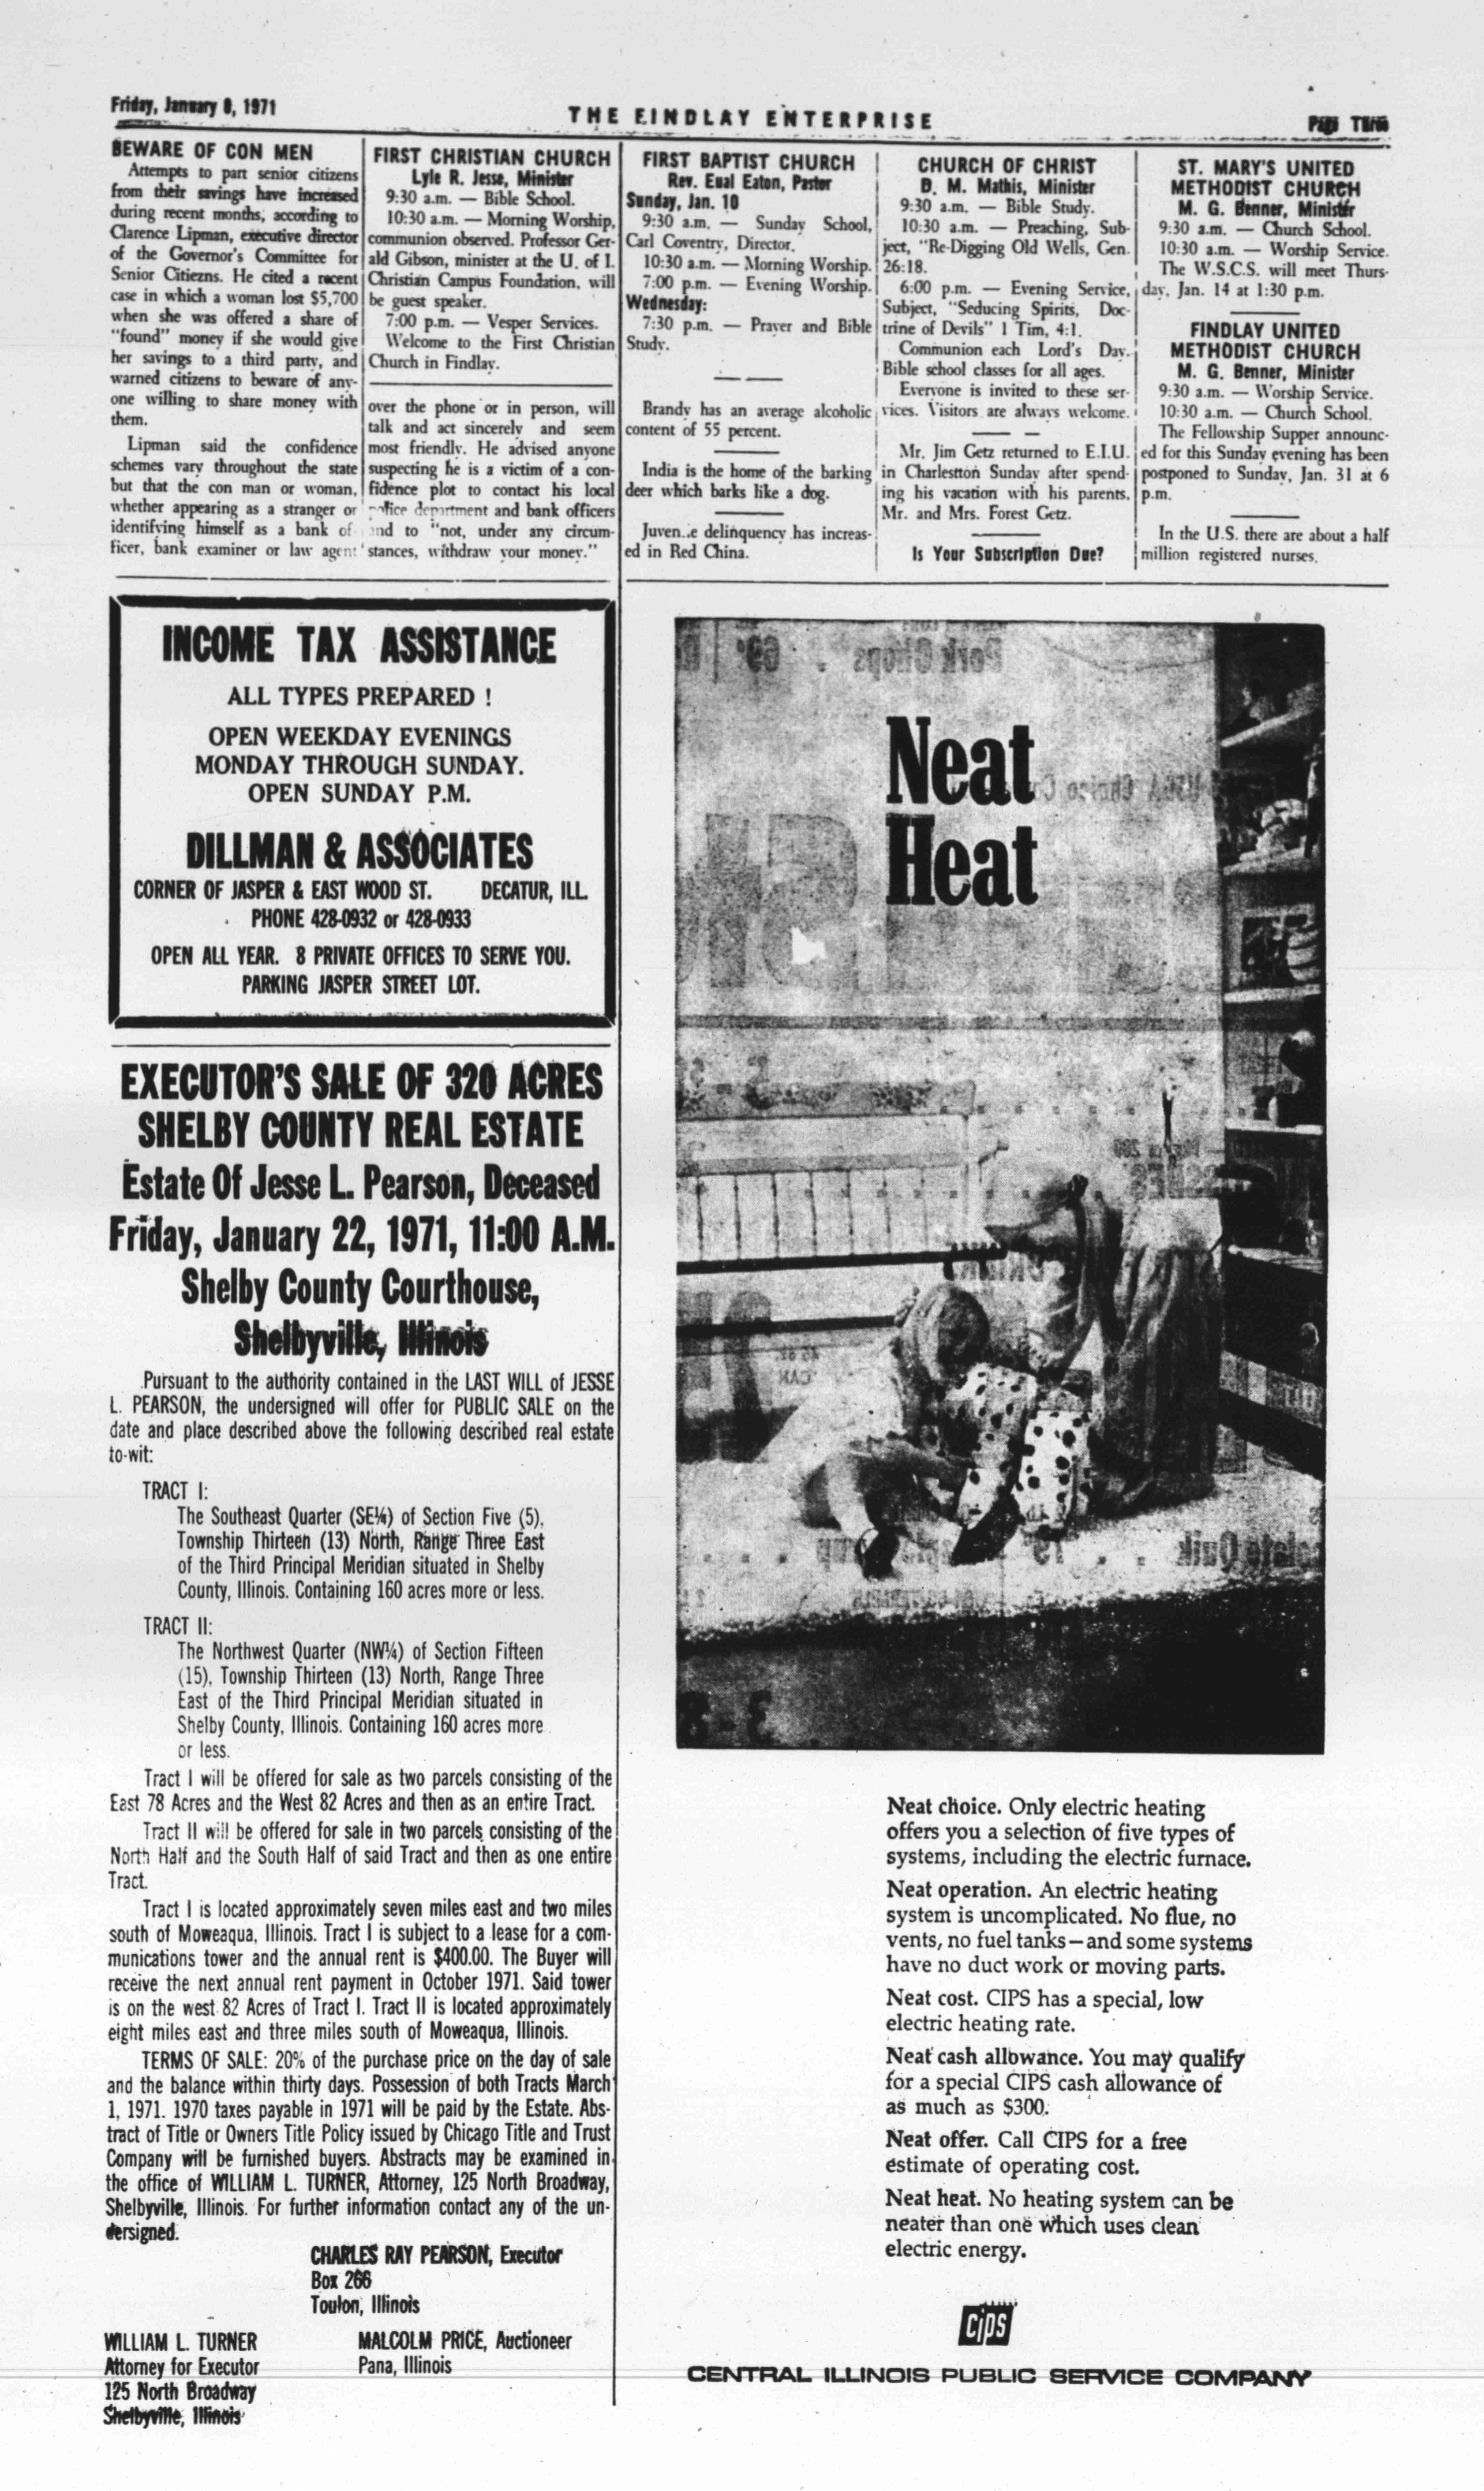 Friday, January 8, 1971
THE FINDLAY ENTERPRISE
Page Three
BEWARE OF CON MEN
Attempts to part senior citizens
from their savings have increased
during recent months, according to
Clarence Lipman, executive director
of the Governor's Committee for
Senior Citiezns. He cited a recent
case in which a woman lost $5,700
when she was offered a share of
"found" money if she would give
her savings to a third party, and
warned citizens to beware of any-
one willing to share money with
them.
Lipman said the confidence
schemes vary throughout the state
but that the con man or woman,
whether appearing as a stranger or
identifying himself as a bank of-
ficer, bank examiner or law agent
FIRST CHRISTIAN CHURCH
Lyle R. Jesse, Minister
9:30 a.m. — Bible School.
10:30 a.m. — Morning Worship,
communion observed. Professor Ger-
ald Gibson, minister at the U. of I.
Christian Campus Foundation, will
be guest speaker.
7:00 p.m. — Vesper Services.
Welcome to the First Christian
Church in Findlay.
over the phone or in person, will
talk and act sincerely and seem
most friendly. He advised anyone
suspecting he is a victim of a con-
fidence plot to contact his local
police department and bank officers
and to "not, under any circum-
stances, withdraw your money."
FIRST BAPTIST CHURCH
Rev. Eual Eaton, Pastor
Sunday, Jan. 10
9:30 a.m. — Sunday School,
Carl Coventry, Director.
10:30 a.m. — Morning Worship.
7:00 p.m. — Evening Worship.
Wednesday:
7:30 p.m. — Prayer and Bible
Study.
Brandy has an average alcoholic
content of 55 percent.
India is the home of the barking
deer which barks like a dog.
delinquency has increas-
ed in Red China.
CHURCH OF CHRIST
D. M. Mathis, Minister
9:30 a.m. — Bible Study.
10:30 a.m. — Preaching, Sub-
ject, "Re-Digging Old Wells, Gen.
26:18.
6:00 p.m. — Evening Service,
Subject, "Seducing Spirits, Doc-
trine of Devils" 1 Tim, 4:1.
Communion each Lord's Day.
Bible school classes for all ages.
Everyone is invited to these ser-
vices. Visitors are always welcome.
Mr. Jim Getz returned to E.I.U.
in Charlestton Sunday after spend-
ing his vacation with his parents,
Mr. and Mrs. Forest Getz.
Is Your Subscription Due?
ST. MARY'S UNITED
METHODIST CHURCH
M. G. Benner, Minister
9:30 a.m. — Church School.
10:30 a.m. — Worship Service.
The W.S.C.S. will meet Thurs-
day, Jan. 14 at 1:30 p.m.
FINDLAY UNITED
METHODIST CHURCH
M. G. Benner, Minister
9:30 a.m. — Worship Service.
10:30 a.m. — Church School.
The Fellowship Supper announc-
ed for this Sunday evening has been
postponed to Sunday, Jan. 31 at 6
p.m.
In the U.S. there are about a half
million registered nurses.
INCOME TAX ASSISTANCE
ALL TYPES PREPARED !
OPEN WEEKDAY EVENINGS
MONDAY THROUGH SUNDAY.
OPEN SUNDAY P.M.
DILLMAN & ASSOCIATES
CORNER OF JASPER & EAST WOOD ST. DECATUR, ILL.
PHONE 428-0932 or 428-0933
OPEN ALL YEAR. 8 PRIVATE OFFICES TO SERVE YOU.
PARKING JASPER STREET LOT.
EXECUTOR'S SALE OF 320 ACRES
SHELBY COUNTY REAL ESTATE
Estate Of Jesse L. Pearson, Deceased
Friday, January 22, 1971, 11:00 A.M.
Shelby County Courthouse,
Shelbyville, Illinois
Pursuant to the authority contained in the LAST WILL of JESSE
L. PEARSON, the undersigned will offer for PUBLIC SALE on the
date and place described above the following described real estate
to-wit:
TRACT I:
The Southeast Quarter (SE¼) of Section Five (5),
Township Thirteen (13) North, Range Three East
of the Third Principal Meridian situated in Shelby
County, Illinois. Containing 160 acres more or less.
TRACT II:
The Northwest Quarter (NW¼) of Section Fifteen
(15), Township Thirteen (13) North, Range Three
East of the Third Principal Meridian situated in
Shelby County, Illinois. Containing 160 acres more
or less.
Tract I will be offered for sale as two parcels consisting of the
East 78 Acres and the West 82 Acres and then as an entire Tract.
Tract II will be offered for sale in two parcels consisting of the
North Half and the South Half of said Tract and then as one entire
Tract.
Tract I is located approximately seven miles east and two miles
south of Moweaqua, Illinois. Tract I is subject to a lease for a com-
munications tower and the annual rent is $400.00. The Buyer will
receive the next annual rent payment in October 1971. Said tower
is on the west 82 Acres of Tract I. Tract II is located approximately
eight miles east and three miles south of Moweaqua, Illinois.
TERMS OF SALE: 20% of the purchase price on the day of sale
and the balance within thirty days. Possession of both Tracts March
1, 1971. 1970 taxes payable in 1971 will be paid by the Estate. Abs-
tract of Title or Owners Title Policy issued by Chicago Title and Trust
Company will be furnished buyers. Abstracts may be examined in
the office of WILLIAM L. TURNER, Attorney, 125 North Broadway,
Shelbyville, Illinois. For further information contact any of the un-
dersigned.
CHARLES RAY PEARSON, Executor
Box 266
Toulon, Illinois
WILLIAM L. TURNER
Attorney for Executor
125 North Broadway
Shelbyville, Illinois
MALCOLM PRICE, Auctioneer
Pana, Illinois
Neat
Heat
Neat choice. Only electric heating
offers you a selection of five types of
systems, including the electric furnace.
Neat operation. An electric heating
system is uncomplicated. No flue, no
vents, no fuel tanks—and some systems
have no duct work or moving parts.
Neat cost. CIPS has a special, low
electric heating rate.
Neat cash allowance. You may qualify
for a special CIPS cash allowance of
as much as $300.
Neat offer. Call CIPS for a free
estimate of operating cost.
Neat heat. No heating system can be
neater than one which uses clean
electric energy.
cips
CENTRAL ILLINOIS PUBLIC SERVICE COMPANY